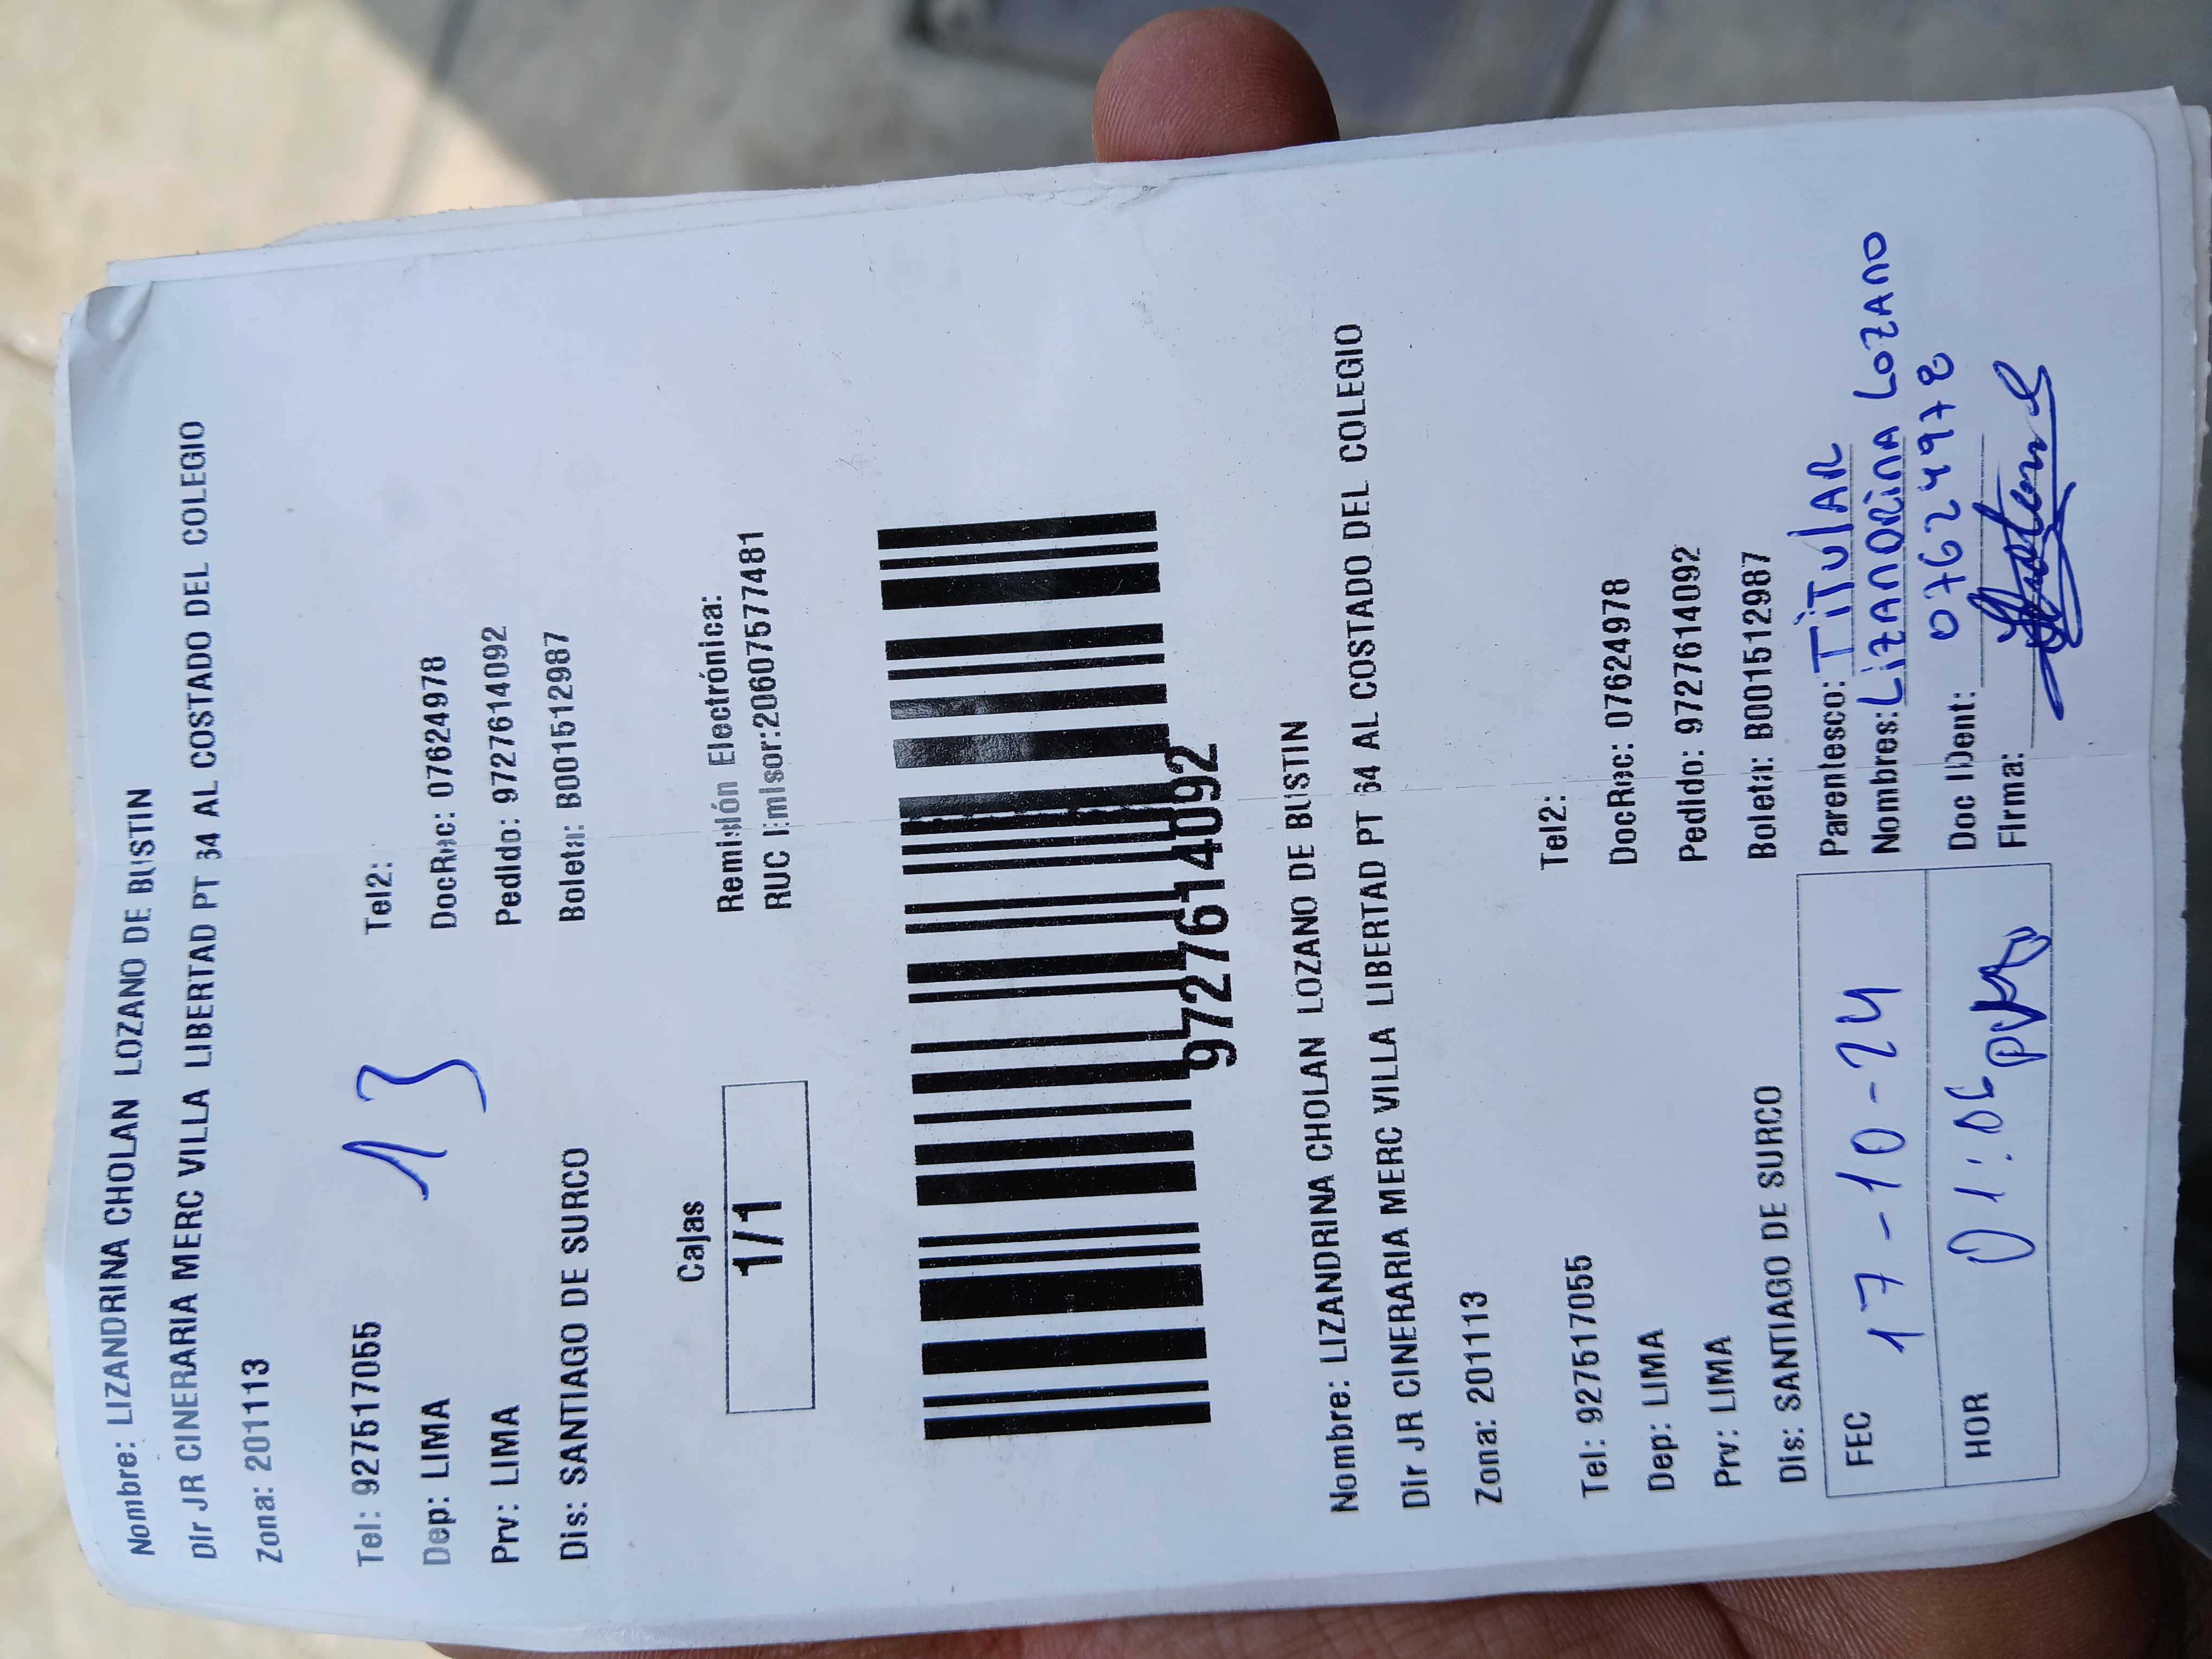 Nombre: LIZANDRINA CHOLAN LOZANO DE BUSTIN
Dir JR CINERARIA MERC VILLA LIBERTAD PT 34 AL COSTADO DEL COLEGIO
Zona: 201113
Tel: 927517055 Tel2:
13
Dep: LIMA DocRec: 07624978
Prv: LIMA Pedido: 9727614092
Dis: SANTIAGO DE SURCO Boleta: B001512987
Cajas Remisión Electrónica:
1/1 RUC Emisor:20607577481
9727614092
Nombre: LIZANDRINA CHOLAN LOZANO DE BUSTIN
Dir JR CINERARIA MERC VILLA LIBERTAD PT 34 AL COSTADO DEL COLEGIO
Zona: 201113
Tel2:
Tel: 927517055 DocRec: 07624978
Dep: LIMA Pedido: 9727614092
Prv: LIMA Boleta: B001512987
Dis: SANTIAGO DE SURCO
FEC 17-10-24 Parentesco: TITULAR
Nombres: LIZANDRINA LOZANO
HOR 01:06 PM Doc Ident: 07624978
Firma: